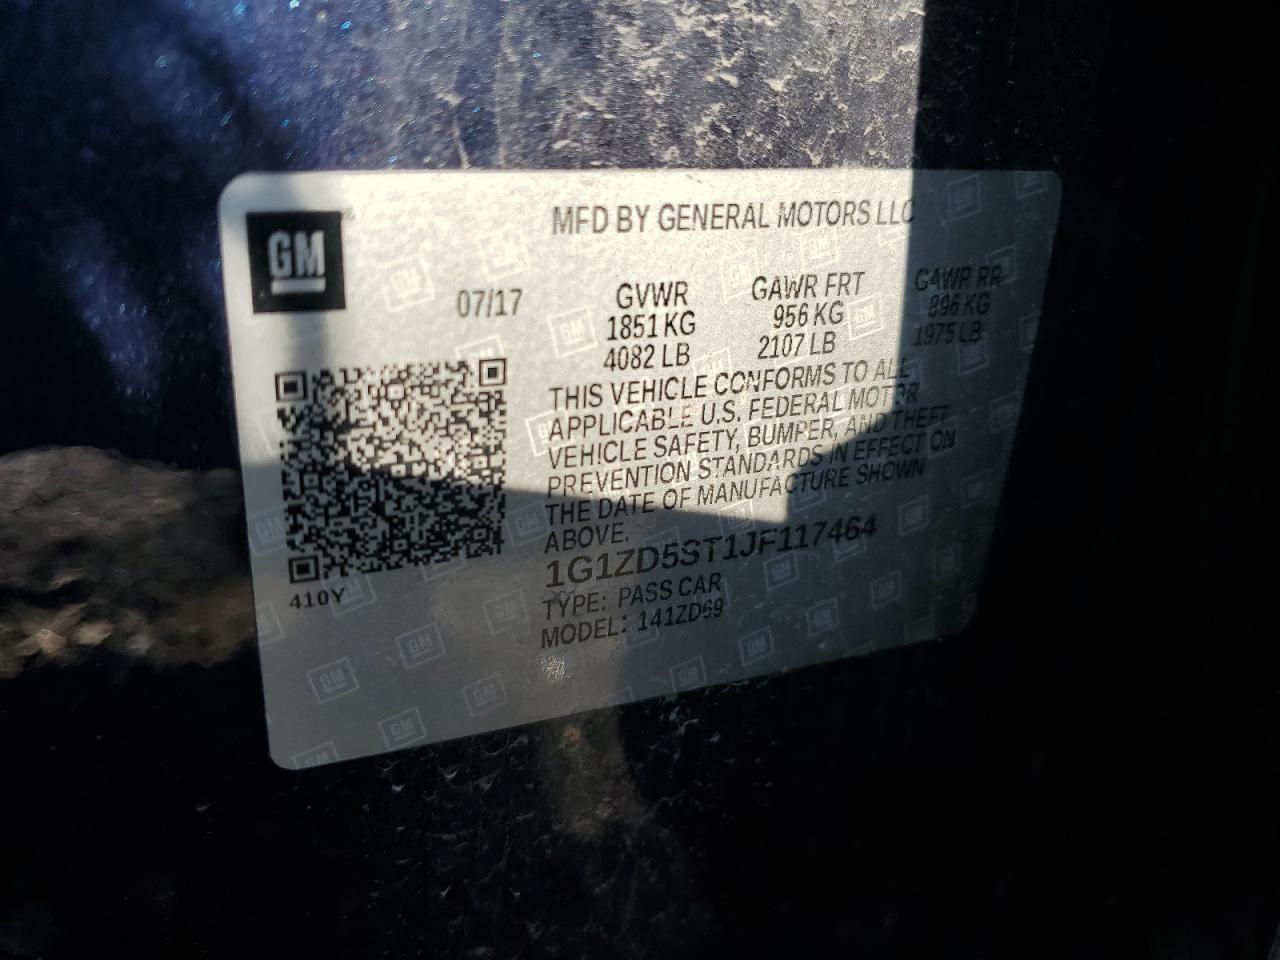 GM
MFD BY GENERAL MOTORS LLC
07/17
GVWR GAWR FRT GAWR RR
1851 KG 956 KG 896 KG
4082 LB 2107 LB 1975 LB
THIS VEHICLE CONFORMS TO ALL
APPLICABLE U.S. FEDERAL MOTOR
VEHICLE SAFETY, BUMPER, AND THEFT
PREVENTION STANDARDS IN EFFECT ON
THE DATE OF MANUFACTURE SHOWN
ABOVE.
1G1ZD5ST1JF117464
TYPE: PASS CAR
MODEL: 141ZD69
410Y